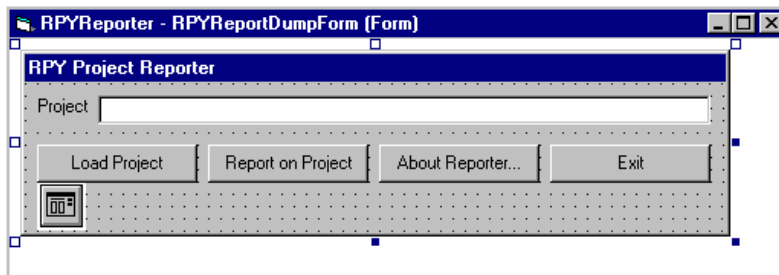 RPYReporter - RPYReportDumpForm (Form)
RPY Project Reporter
Project
Load Project Report on Project About Reporter... Exit